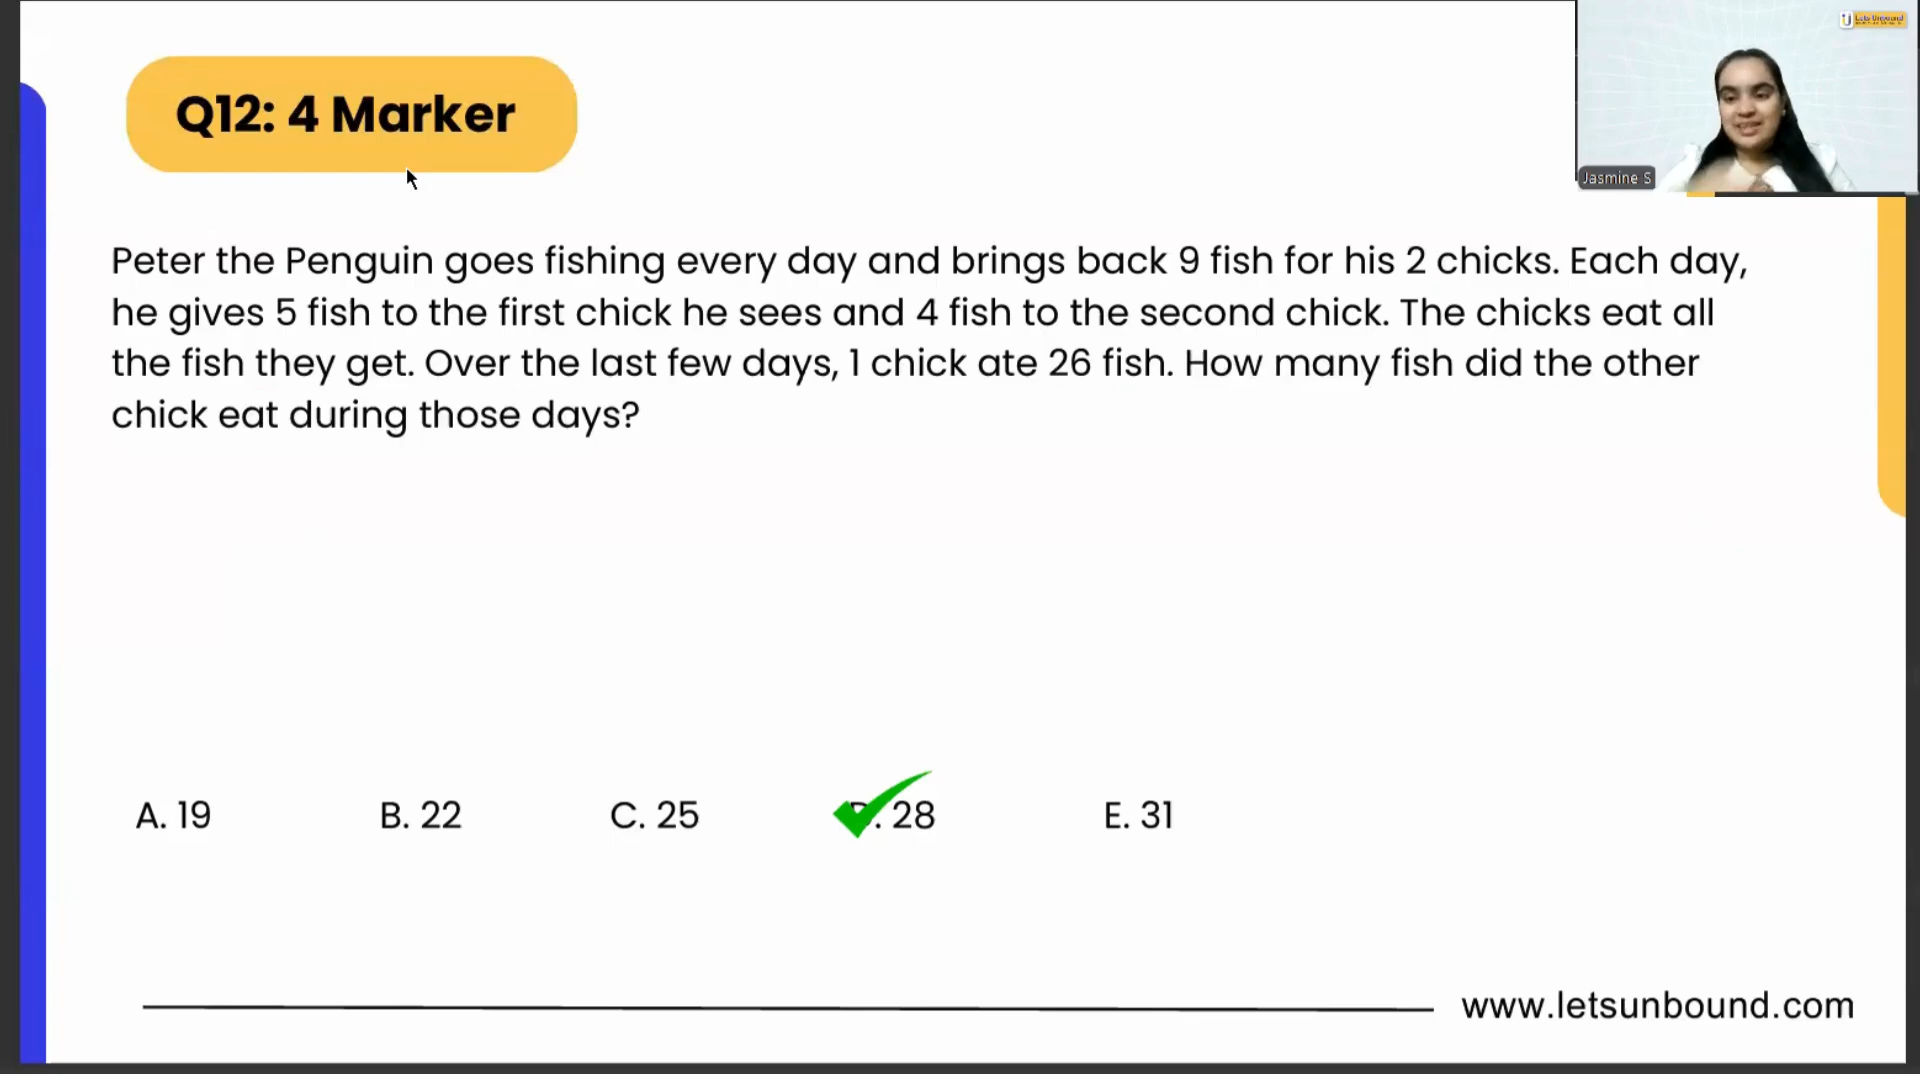 Q12: 4 Marker
Lets Unbound
Jasmine S
Peter the Penguin goes fishing every day and brings back 9 fish for his 2 chicks. Each day,
he gives 5 fish to the first chick he sees and 4 fish to the second chick. The chicks eat all
the fish they get. Over the last few days, 1 chick ate 26 fish. How many fish did the other
chick eat during those days?
A. 19 B. 22 C. 25 D. 28 E. 31
www.letsunbound.com